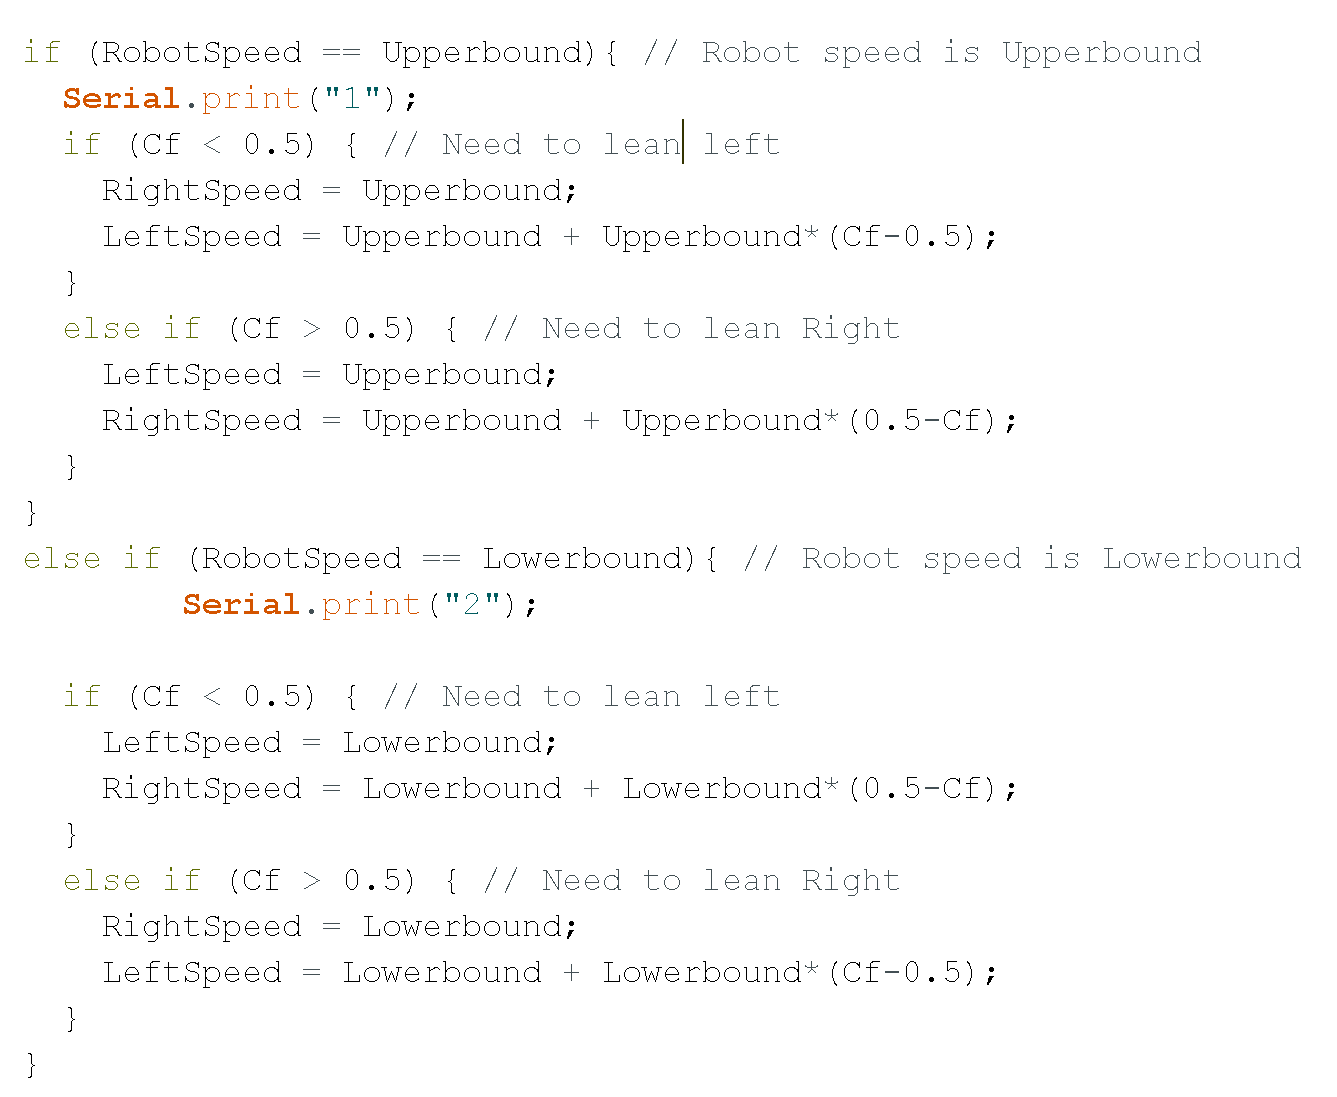 if (RobotSpeed == Upperbound){ // Robot speed is Upperbound
  Serial.print("1");
  if (Cf < 0.5) { // Need to lean left
    RightSpeed = Upperbound;
    LeftSpeed = Upperbound + Upperbound*(Cf-0.5);
  }
  else if (Cf > 0.5) { // Need to lean Right
    LeftSpeed = Upperbound;
    RightSpeed = Upperbound + Upperbound*(0.5-Cf);
  }
}
else if (RobotSpeed == Lowerbound){ // Robot speed is Lowerbound
        Serial.print("2");

  if (Cf < 0.5) { // Need to lean left
    LeftSpeed = Lowerbound;
    RightSpeed = Lowerbound + Lowerbound*(0.5-Cf);
  }
  else if (Cf > 0.5) { // Need to lean Right
    RightSpeed = Lowerbound;
    LeftSpeed = Lowerbound + Lowerbound*(Cf-0.5);
  }
}